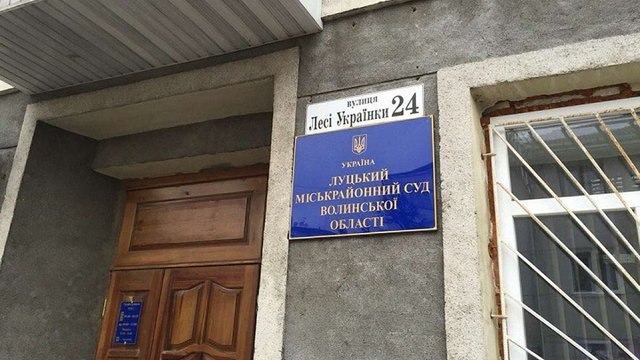 вулиця
Лесі Українки 24
УКРАЇНА
ЛУЦЬКИЙ
МІСЬКРАЙОННИЙ СУД
ВОЛИНСЬКОЇ
ОБЛАСТІ